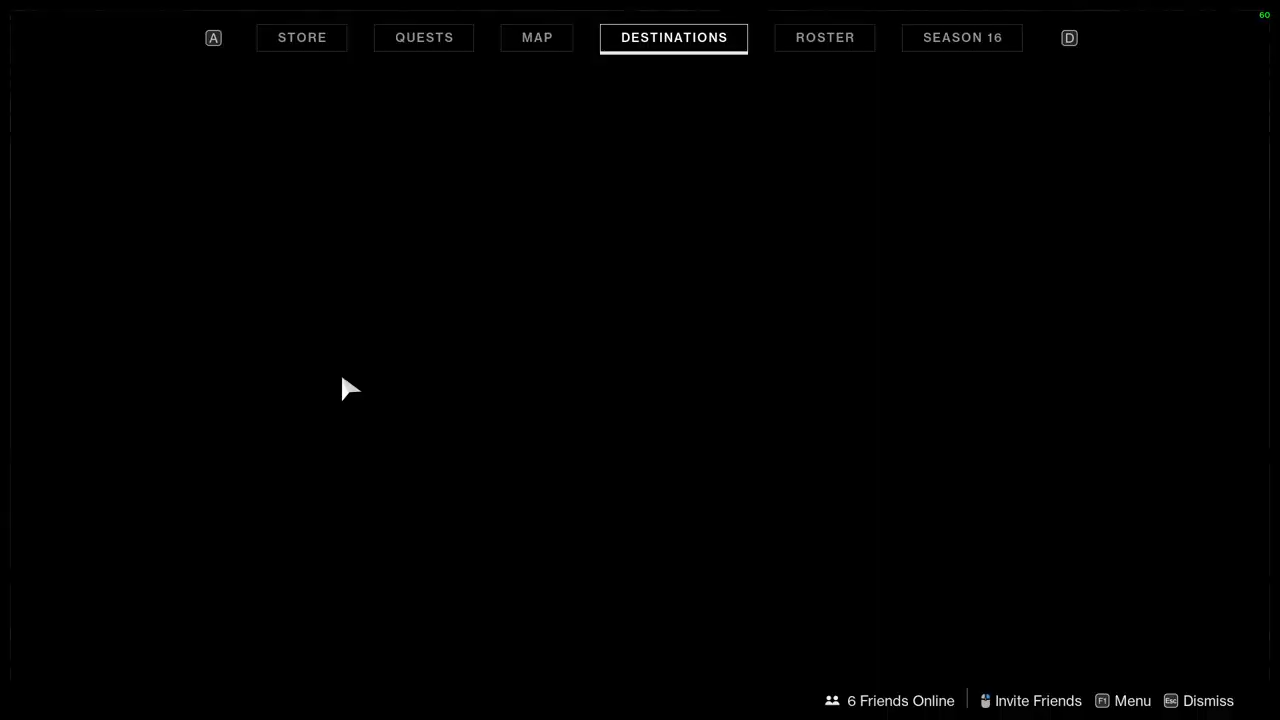 60
A STORE QUESTS MAP DESTINATIONS ROSTER SEASON 16 D
6 Friends Online Invite Friends F1 Menu Esc Dismiss